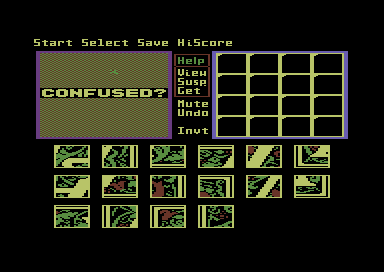 Start Select Save HiScore
Help
View
Susp
CONFUSED?
Get
Mute
Undo
Invt